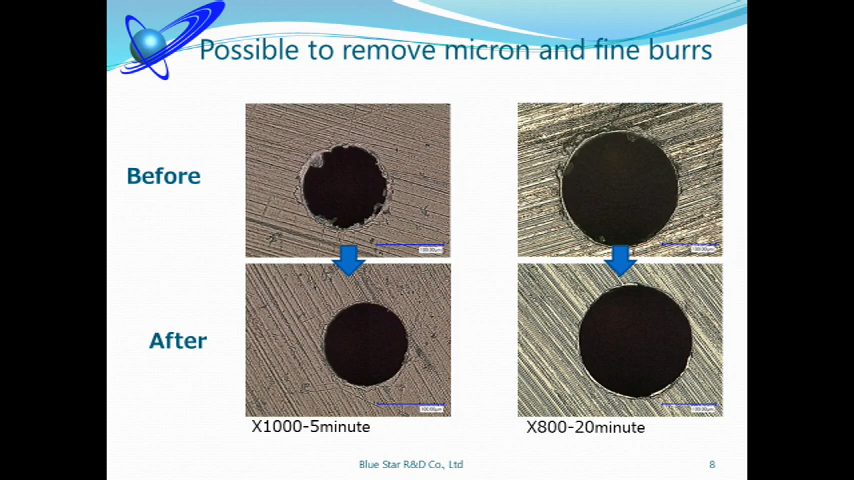 Possible to remove micron and fine burrs
Before
After
X1000-5minute
X800-20minute
Blue Star R&D Co., Ltd
8